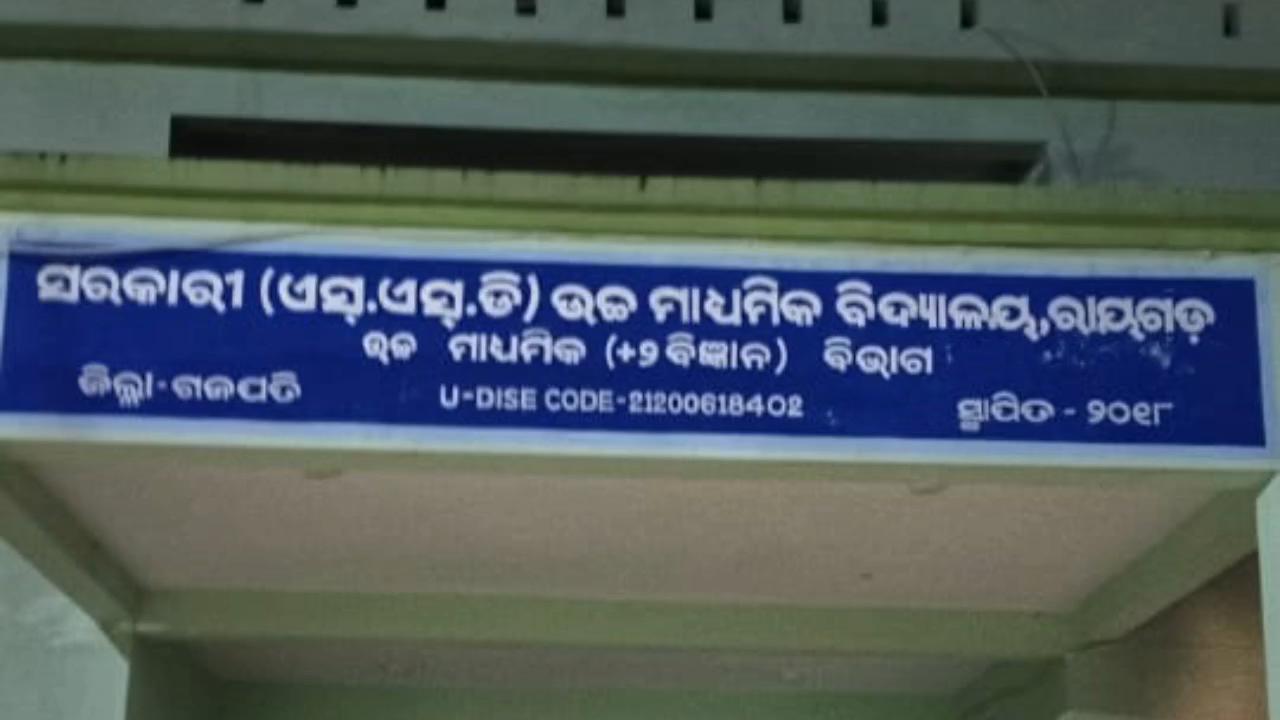 ସରକାରୀ (ଏସ୍.ଏସ୍.ଡି) ଉଚ୍ଚ ମାଧ୍ୟମିକ ବିଦ୍ୟାଳୟ,ରାୟଗଡ଼
ଉଚ୍ଚ ମାଧ୍ୟମିକ (+୨ ବିଜ୍ଞାନ) ବିଭାଗ
ଜିଲ୍ଲା-ଗଜପତି U-DISE CODE-21200618402 ସ୍ଥାପିତ - ୨୦୧୮